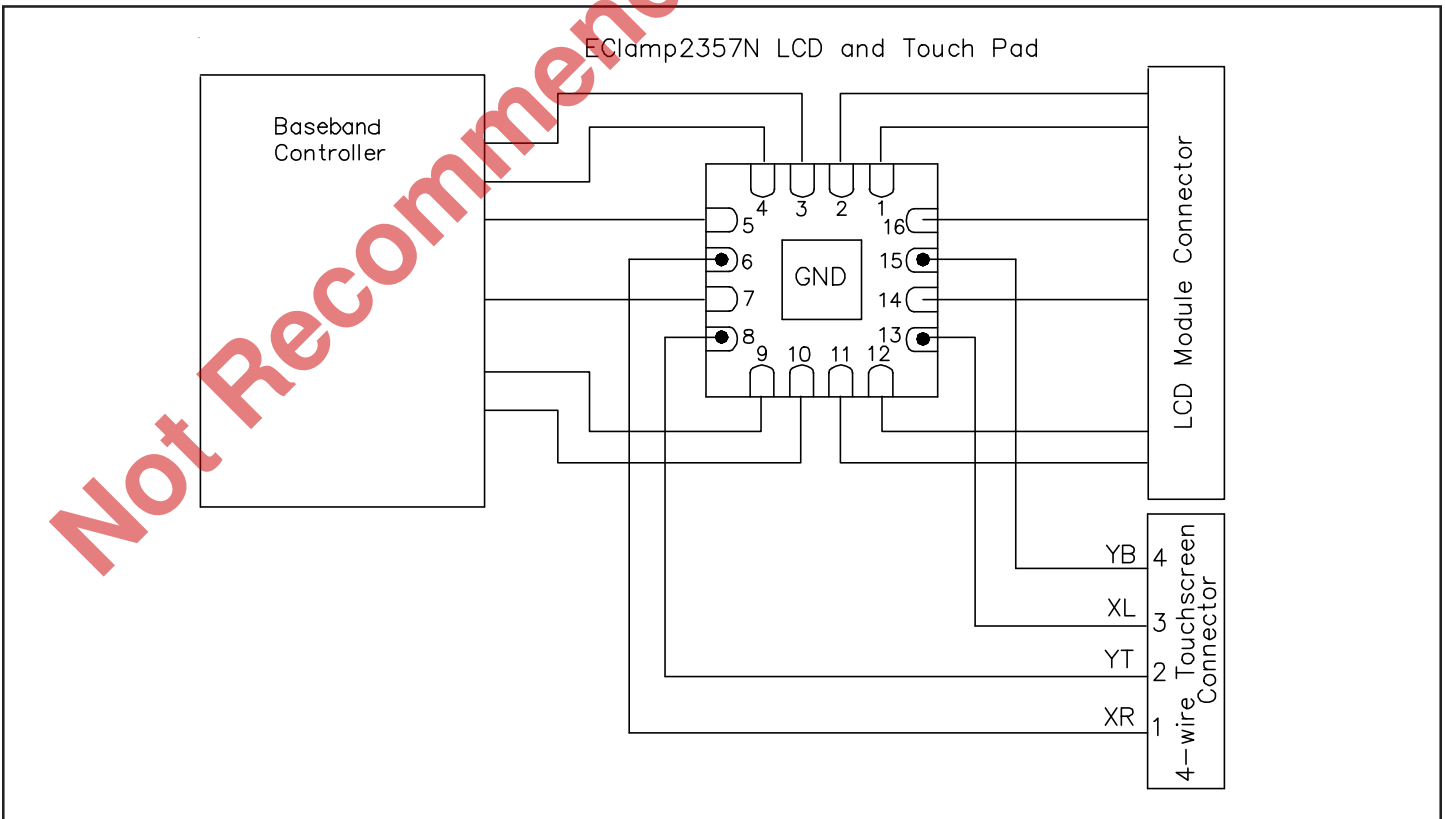 EClamp2357N LCD and Touch Pad
Baseband
Controller
4
3
2
1
5
16
6
15
GND
7
14
8
13
9
10
11
12
LCD Module Connector
YB
4
XL
3
YT
2
XR
1
4-wire Touchscreen
Connector
Not Recommen